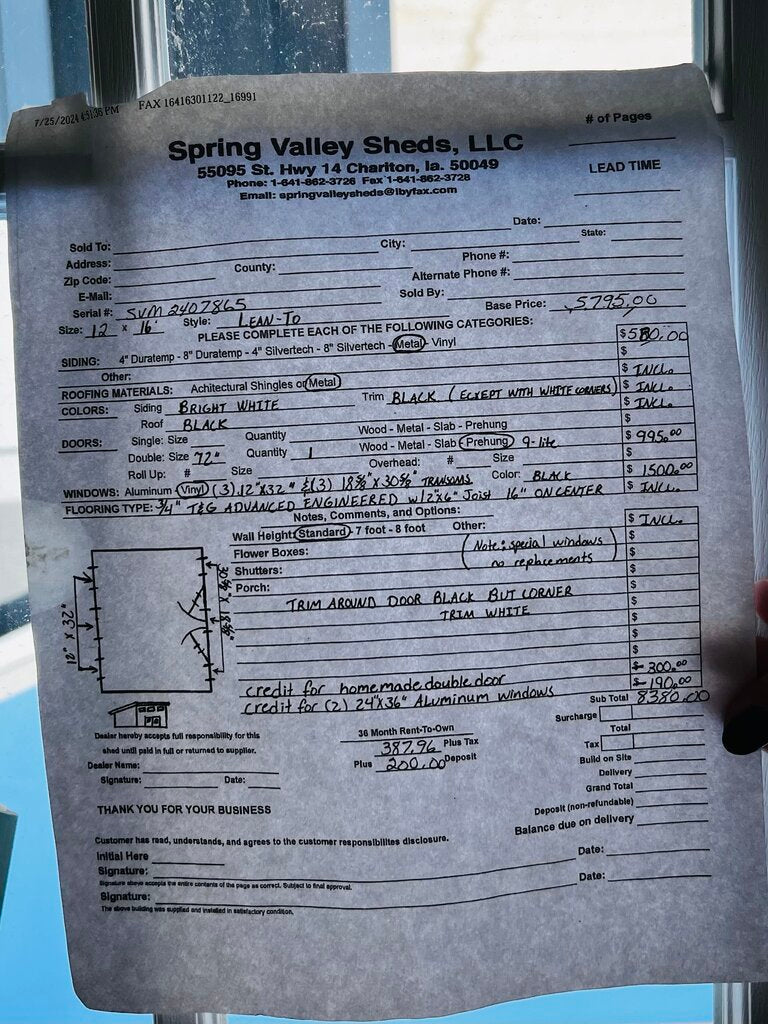 7/25/2024 4:51:36 PM FAX 16416301122_16991
# of Pages
Spring Valley Sheds, LLC
55095 St. Hwy 14 Chariton, Ia. 50049
LEAD TIME
Phone: 1-641-862-3726 Fax 1-641-862-3728
Email: springvalleysheds@ibyfax.com
Date:
Sold To: City: State:
Address: Phone #:
Zip Code: County: Alternate Phone #:
E-Mail: Sold By:
Serial #: SVM 2407865 Base Price: 5795.00
Size: 12 x 16 Style: LEAN-TO
PLEASE COMPLETE EACH OF THE FOLLOWING CATEGORIES:
SIDING: 4" Duratemp - 8" Duratemp - 4" Silvertech - 8" Silvertech - Metal - Vinyl $580.00
Other: $
ROOFING MATERIALS: Achitectural Shingles or Metal $ INCL.
COLORS: Siding BRIGHT WHITE Trim BLACK (ECXEPT WITH WHITE CORNERS) $ INCL.
Roof BLACK
DOORS: Single: Size Quantity Wood - Metal - Slab - Prehung $
Double: Size 72" Quantity 1 Wood - Metal - Slab Prehung 9-lite $ 995.00
Roll Up: # Size Overhead: # Size $
WINDOWS: Aluminum Vinyl (3) 12"X32" &(3) 18⅝" X 30⅝" TRANSOMS Color: BLACK $ 1500.00
FLOORING TYPE: 3/4" T&G ADVANCED ENGINEERED w/2"X6" Joist 16" ON CENTER $ INCL.
Notes, Comments, and Options:
Wall Height: Standard - 7 foot - 8 foot Other: $ INCL.
Flower Boxes: (Note: special windows $
Shutters: no replacements) $
Porch: $
TRIM AROUND DOOR BLACK BUT CORNER $
TRIM WHITE $
12" X 32"
$
$
credit for homemade double door $ -300.00
credit for (2) 24"X36" Aluminum windows $ -190.00
Sub Total 8380.00
Dealer hereby accepts full responsibility for this
shed until paid in full or returned to supplier.
Dealer Name:
Signature: Date:
36 Month Rent-To-Own
387.96 Plus Tax
Plus 200.00 Deposit
Surcharge
Total
Tax
Build on Site
Delivery
Grand Total
Deposit (non-refundable)
Balance due on delivery
THANK YOU FOR YOUR BUSINESS
Customer has read, understands, and agrees to the customer responsibilites disclosure.
Initial Here
Signature: Date:
Signature above accepts the entire contents of the page as correct. Subject to final approval.
Signature: Date:
The above building was supplied and installed in satisfactory condition.